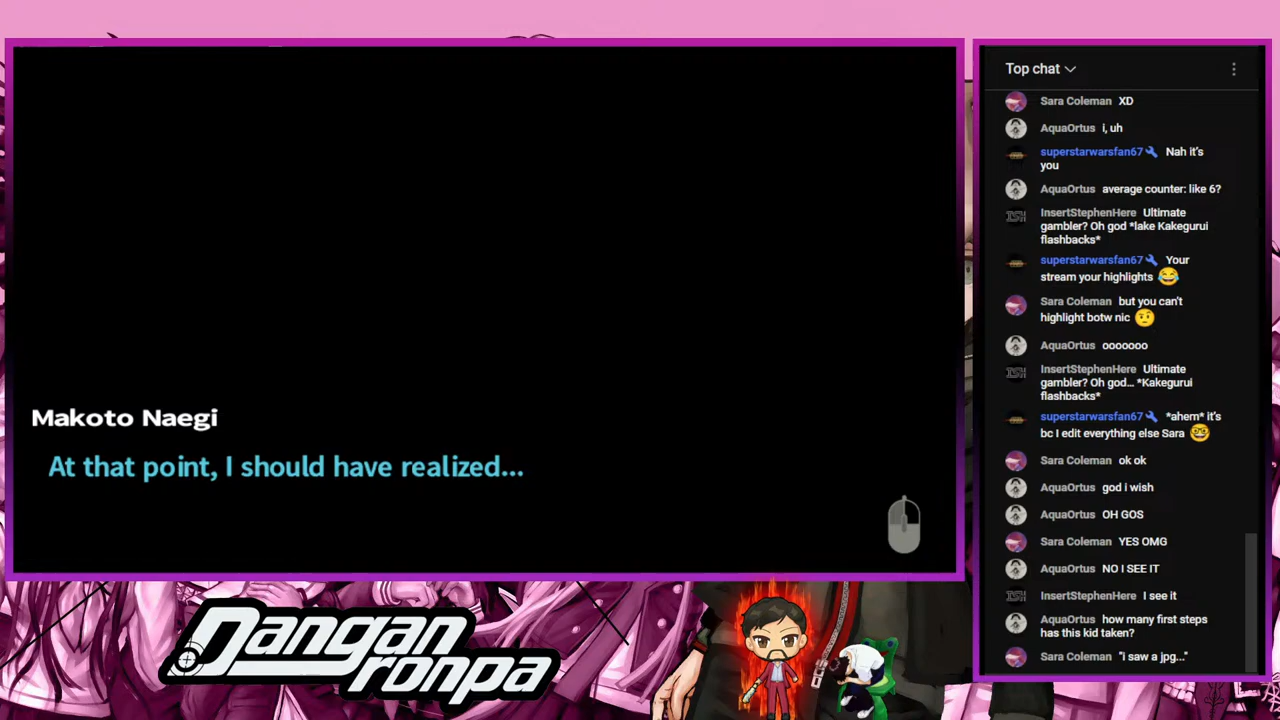 Makoto Naegi
At that point, I should have realized...
Dangan
ronpa
Top chat
Sara Coleman XD
AquaOrtus i, uh
superstarwarsfan67 Nah it's
you
AquaOrtus average counter: like 6?
ISH InsertStephenHere Ultimate
gambler? Oh god *lake Kakegurui
flashbacks*
superstarwarsfan67 Your
stream your highlights 😂
Sara Coleman but you can't
highlight botw nic 🤨
AquaOrtus ooooooo
ISH InsertStephenHere Ultimate
gambler? Oh god... *Kakegurui
flashbacks*
superstarwarsfan67 *ahem* it's
bc I edit everything else Sara 🤓
Sara Coleman ok ok
AquaOrtus god i wish
AquaOrtus OH GOS
Sara Coleman YES OMG
AquaOrtus NO I SEE IT
ISH InsertStephenHere I see it
AquaOrtus how many first steps
has this kid taken?
Sara Coleman "I saw a jpg..."